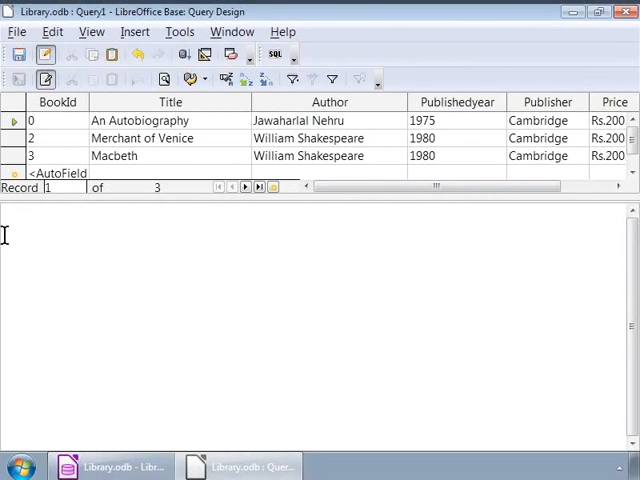 Library.odb : Query1 - LibreOffice Base: Query Design
File Edit View Insert Tools Window Help
SQL
BookId Title Author Publishedyear Publisher Price
0 An Autobiography Jawaharlal Nehru 1975 Cambridge Rs.200
2 Merchant of Venice William Shakespeare 1980 Cambridge Rs.200
3 Macbeth William Shakespeare 1980 Cambridge Rs.200
<AutoField
Record 1 of 3
Library.odb - Libr... Library.odb : Que...